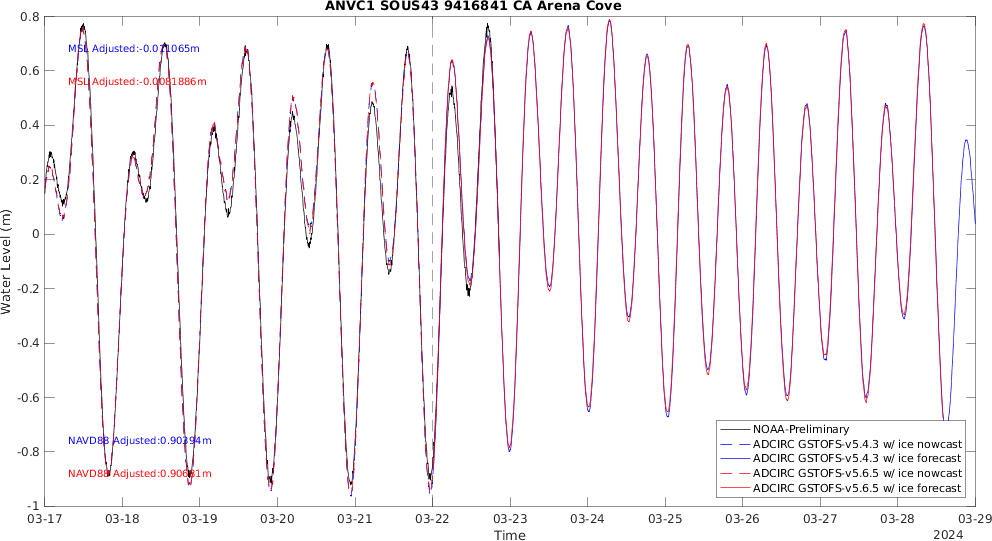 ANVC1 SOUS43 9416841 CA Arena Cove
0.8
0.6
0.4
0.2
0
-0.2
-0.4
-0.6
-0.8
-1
Water Level (m)
MSL Adjusted:-0.011065m
MSL Adjusted:-0.0081886m
NAVD88 Adjusted:0.90394m
NAVD88 Adjusted:0.90681m
NOAA-Preliminary
ADCIRC GSTOFS-v5.4.3 w/ ice nowcast
ADCIRC GSTOFS-v5.4.3 w/ ice forecast
ADCIRC GSTOFS-v5.6.5 w/ ice nowcast
ADCIRC GSTOFS-v5.6.5 w/ ice forecast
03-17 03-18 03-19 03-20 03-21 03-22 03-23 03-24 03-25 03-26 03-27 03-28 03-29
Time
2024